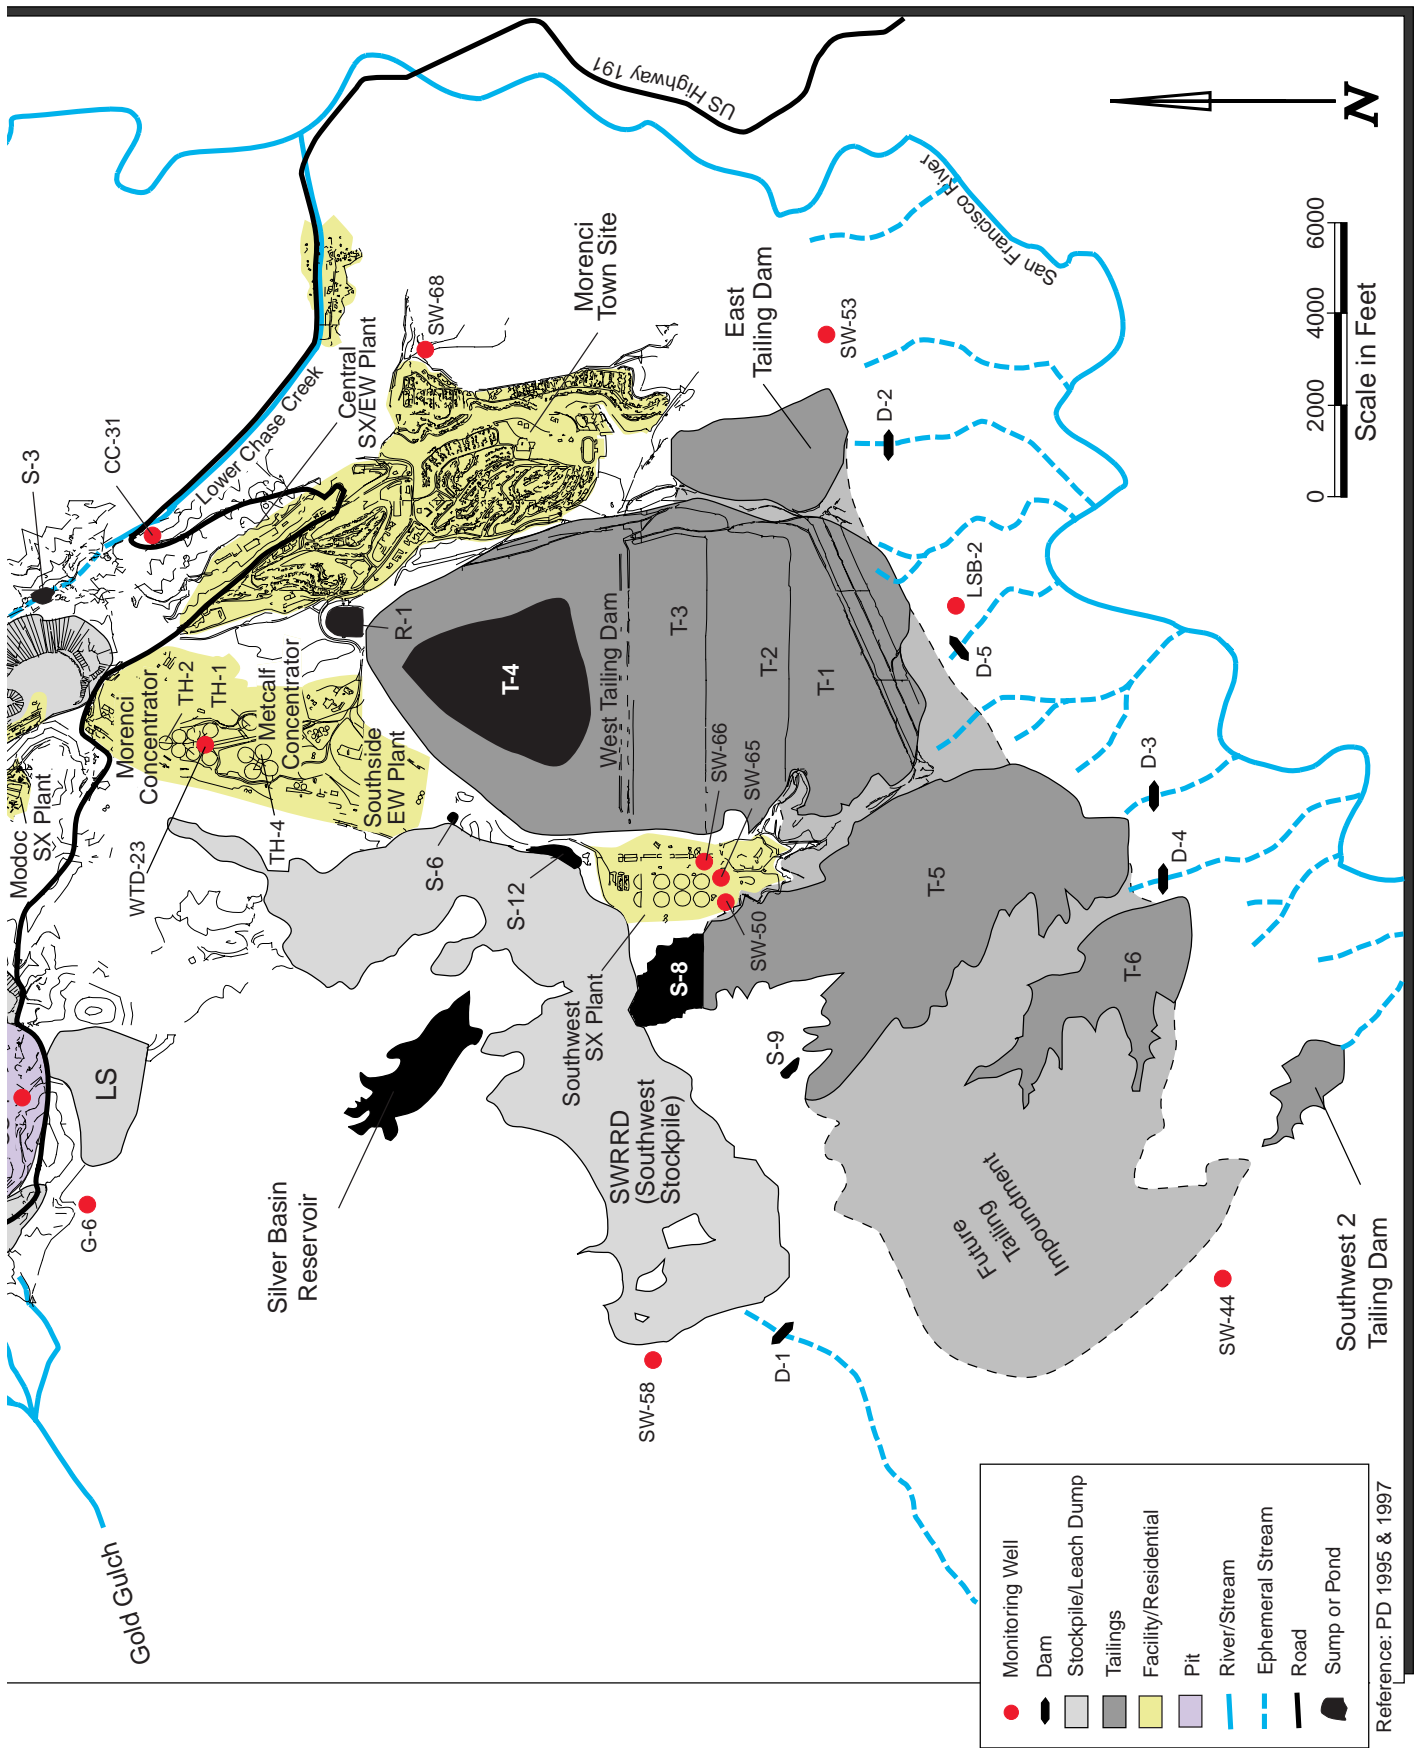 S-3
CC-31
Lower Chase Creek
Central
SX/EW Plant
SW-68
Morenci
Town Site
US Highway 191
San Francisco River
N
East
Tailing Dam
SW-53
D-2
0
2000
4000
6000
Scale in Feet
Modoc
SX Plant
Morenci
Concentrator
TH-2
TH-1
Metcalf
Concentrator
Southside
EW Plant
WTD-23
TH-4
R-1
T-4
West Tailing Dam
T-3
T-2
T-1
SW-66
SW-65
SW-50
LSB-2
D-5
D-3
D-4
S-6
S-12
S-8
S-9
T-5
T-6
LS
G-6
Silver Basin
Reservoir
Southwest
SX Plant
SWRRD
(Southwest
Stockpile)
Future
Tailing
Impoundment
SW-58
D-1
SW-44
Southwest 2
Tailing Dam
Gold Gulch
Monitoring Well
Dam
Stockpile/Leach Dump
Tailings
Facility/Residential
Pit
River/Stream
Ephemeral Stream
Road
Sump or Pond
Reference: PD 1995 & 1997